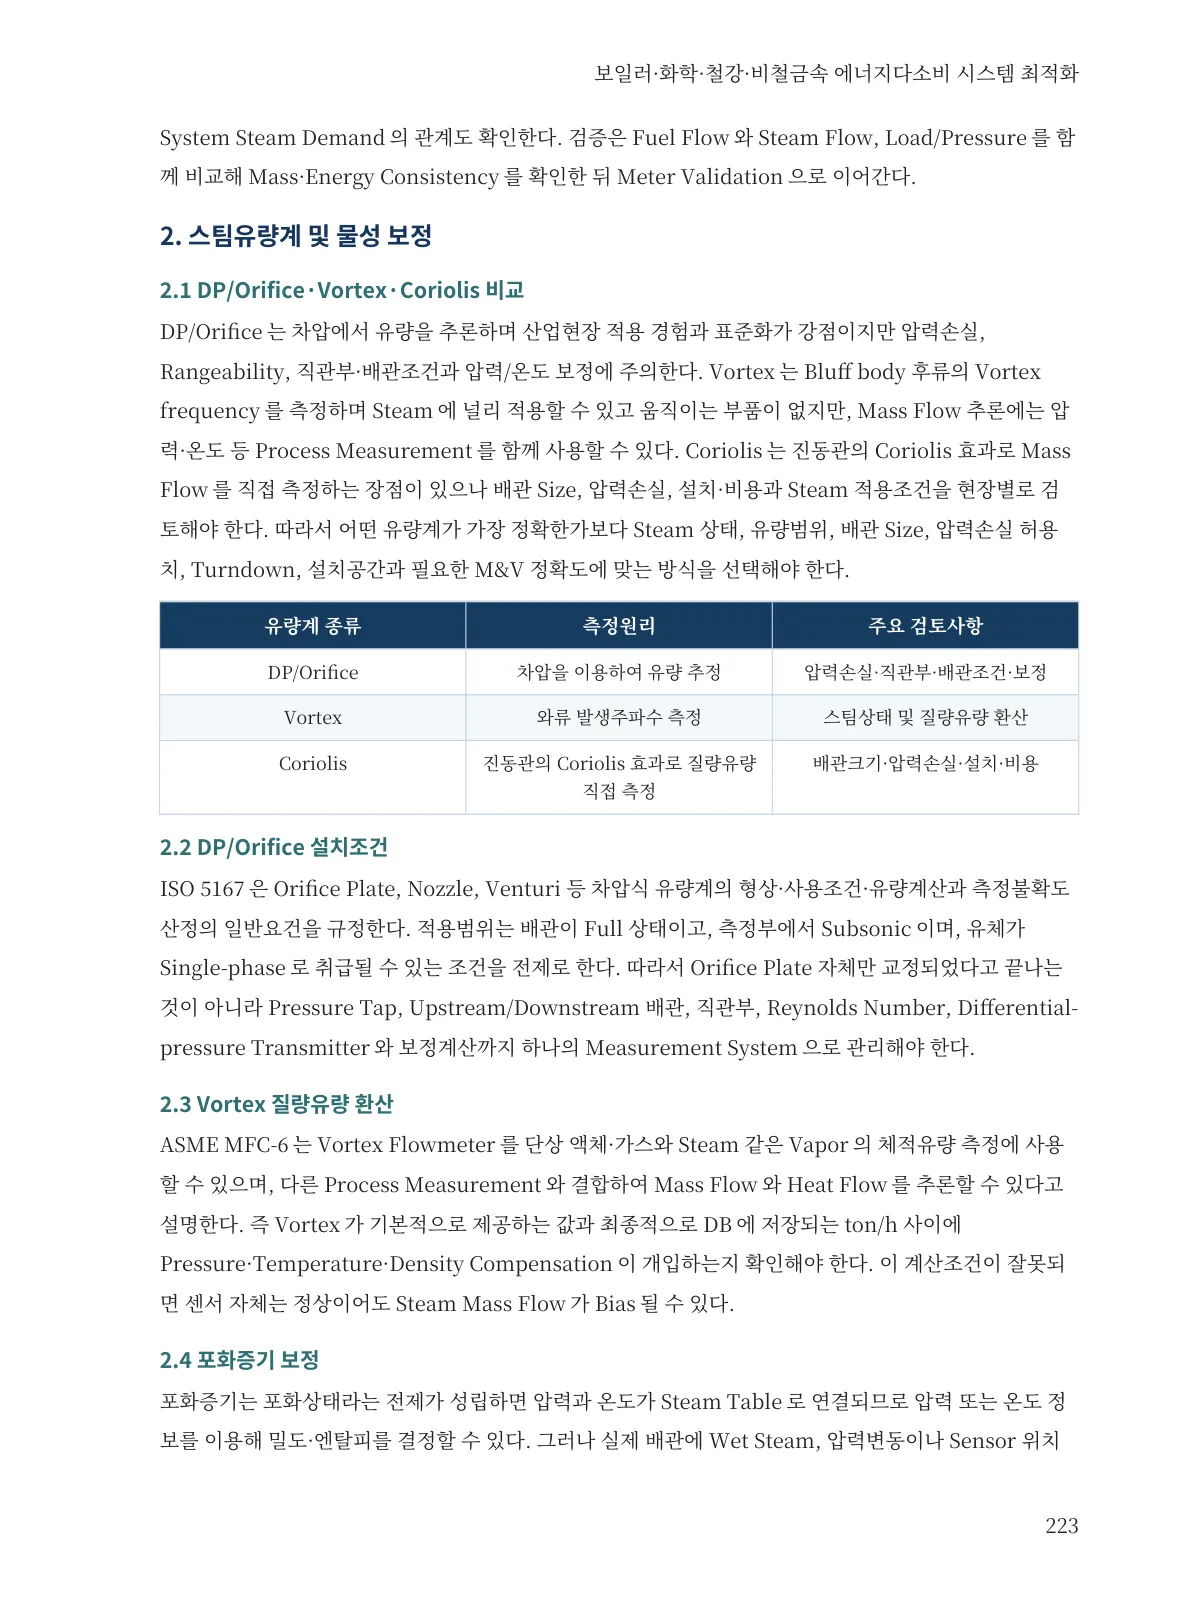 보일러·화학·철강·비철금속 에너지다소비 시스템 최적화
System Steam Demand 의 관계도 확인한다. 검증은 Fuel Flow 와 Steam Flow, Load/Pressure 를 함
께 비교해 Mass·Energy Consistency 를 확인한 뒤 Meter Validation 으로 이어간다.
2. 스팀유량계 및 물성 보정
2.1 DP/Orifice·Vortex·Coriolis 비교
DP/Orifice 는 차압에서 유량을 추론하며 산업현장 적용 경험과 표준화가 강점이지만 압력손실,
Rangeability, 직관부·배관조건과 압력/온도 보정에 주의한다. Vortex 는 Bluff body 후류의 Vortex
frequency 를 측정하며 Steam 에 널리 적용할 수 있고 움직이는 부품이 없지만, Mass Flow 추론에는 압
력·온도 등 Process Measurement 를 함께 사용할 수 있다. Coriolis 는 진동관의 Coriolis 효과로 Mass
Flow 를 직접 측정하는 장점이 있으나 배관 Size, 압력손실, 설치·비용과 Steam 적용조건을 현장별로 검
토해야 한다. 따라서 어떤 유량계가 가장 정확한가보다 Steam 상태, 유량범위, 배관 Size, 압력손실 허용
치, Turndown, 설치공간과 필요한 M&V 정확도에 맞는 방식을 선택해야 한다.
유량계 종류 측정원리 주요 검토사항
DP/Orifice 차압을 이용하여 유량 추정 압력손실·직관부·배관조건·보정
Vortex 와류 발생주파수 측정 스팀상태 및 질량유량 환산
Coriolis 진동관의 Coriolis 효과로 질량유량 배관크기·압력손실·설치·비용
직접 측정
2.2 DP/Orifice 설치조건
ISO 5167 은 Orifice Plate, Nozzle, Venturi 등 차압식 유량계의 형상·사용조건·유량계산과 측정불확도
산정의 일반요건을 규정한다. 적용범위는 배관이 Full 상태이고, 측정부에서 Subsonic 이며, 유체가
Single-phase 로 취급될 수 있는 조건을 전제로 한다. 따라서 Orifice Plate 자체만 교정되었다고 끝나는
것이 아니라 Pressure Tap, Upstream/Downstream 배관, 직관부, Reynolds Number, Differential-
pressure Transmitter 와 보정계산까지 하나의 Measurement System 으로 관리해야 한다.
2.3 Vortex 질량유량 환산
ASME MFC-6 는 Vortex Flowmeter 를 단상 액체·가스와 Steam 같은 Vapor 의 체적유량 측정에 사용
할 수 있으며, 다른 Process Measurement 와 결합하여 Mass Flow 와 Heat Flow 를 추론할 수 있다고
설명한다. 즉 Vortex 가 기본적으로 제공하는 값과 최종적으로 DB 에 저장되는 ton/h 사이에
Pressure·Temperature·Density Compensation 이 개입하는지 확인해야 한다. 이 계산조건이 잘못되
면 센서 자체는 정상이어도 Steam Mass Flow 가 Bias 될 수 있다.
2.4 포화증기 보정
포화증기는 포화상태라는 전제가 성립하면 압력과 온도가 Steam Table 로 연결되므로 압력 또는 온도 정
보를 이용해 밀도·엔탈피를 결정할 수 있다. 그러나 실제 배관에 Wet Steam, 압력변동이나 Sensor 위치
223